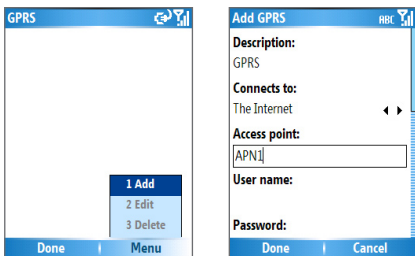 GPRS
1 Add
2 Edit
3 Delete
Done Menu
Add GPRS ABC
Description:
GPRS
Connects to:
The Internet
Access point:
APN1
User name:
Password:
Done Cancel